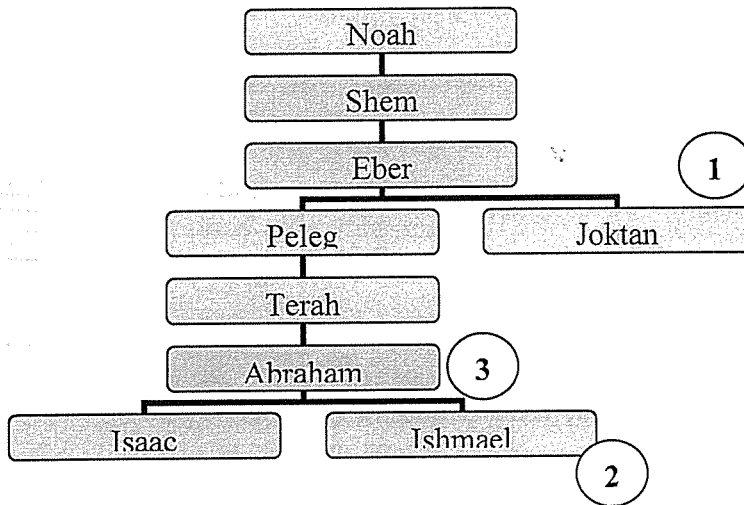 Noah
Shem
Eber
1
Peleg
Joktan
Terah
Abraham
3
Isaac
Ishmael
2